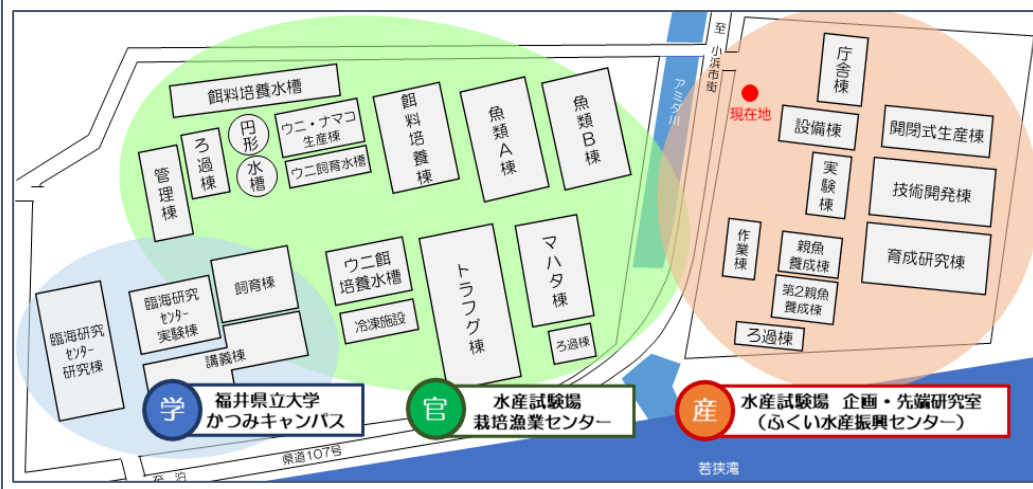 至
小浜市街
アミダ川
現在地
庁舎棟
設備棟
開閉式生産棟
実験棟
技術開発棟
作業棟
親魚
養成棟
育成研究棟
第2親魚
養成棟
ろ過棟
餌料培養水槽
円形
水槽
ウニ・ナマコ
生産棟
ウニ飼育水槽
ろ過棟
管理棟
餌料培養棟
魚類A棟
魚類B棟
ウニ餌
培養水槽
冷凍施設
トラフグ棟
マハタ棟
ろ過棟
飼育棟
臨海研究
センター
実験棟
臨海研究
センター
研究棟
講義棟
学
福井県立大学
かつみキャンパス
官
水産試験場
栽培漁業センター
産
水産試験場 企画・先端研究室
(ふくい水産振興センター)
県道107号
至 泊
若狭湾